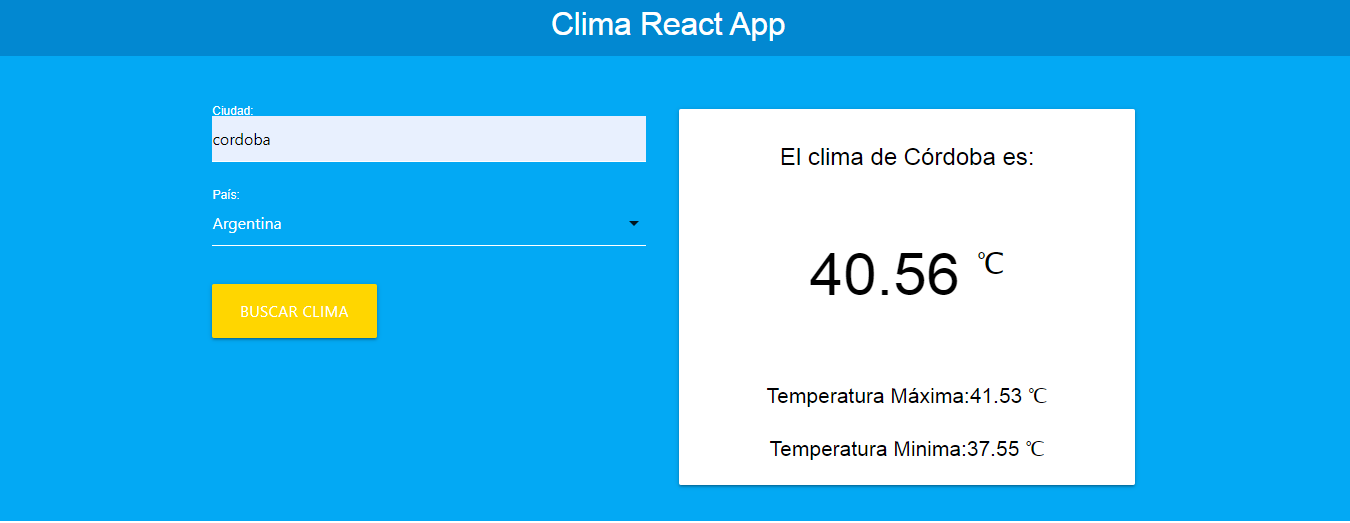 Clima React App
Ciudad:
cordoba
País:
Argentina
BUSCAR CLIMA
El clima de Córdoba es:
40.56 ℃
Temperatura Máxima:41.53 ℃
Temperatura Minima:37.55 ℃